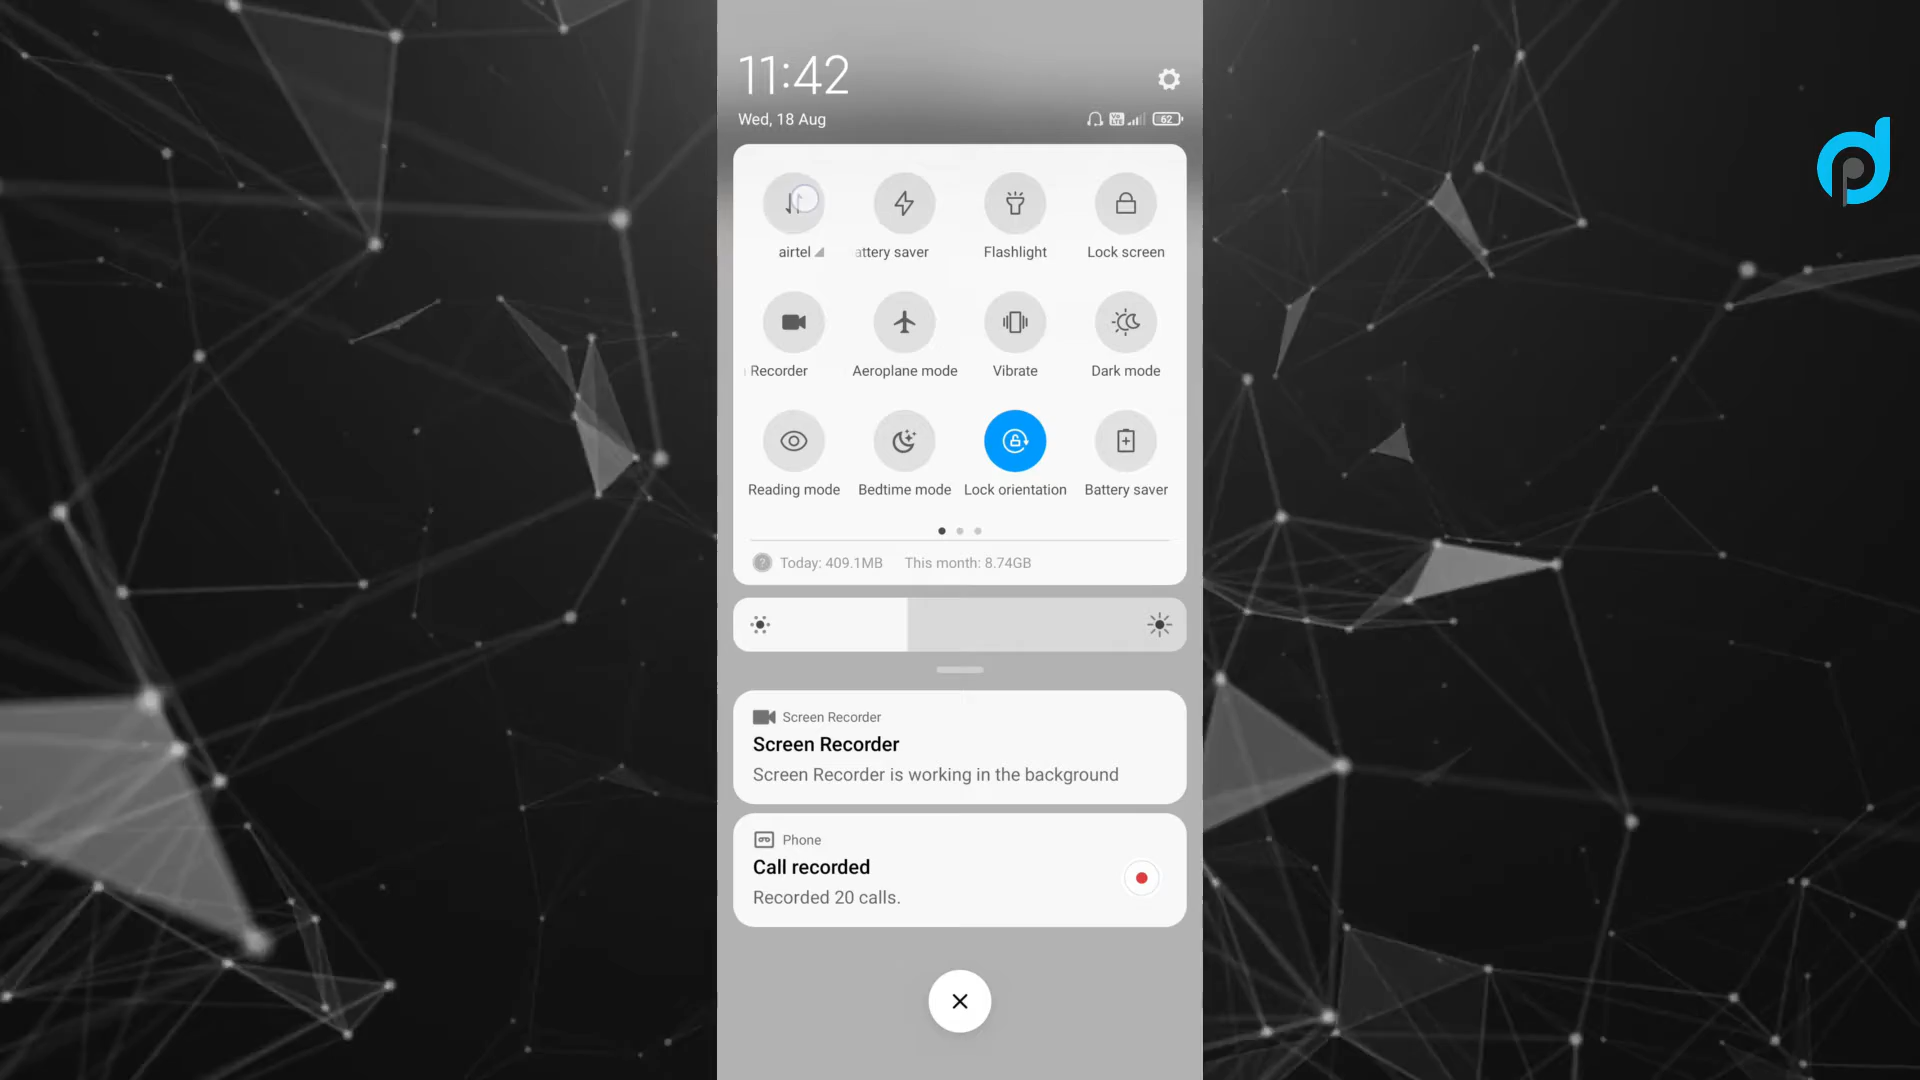 11:42
Wed, 18 Aug
62
airtel
attery saver
Flashlight
Lock screen
Recorder
Aeroplane mode
Vibrate
Dark mode
Reading mode
Bedtime mode
Lock orientation
Battery saver
? Today: 409.1MB This month: 8.74GB
Screen Recorder
Screen Recorder
Screen Recorder is working in the background
Phone
Call recorded
Recorded 20 calls.